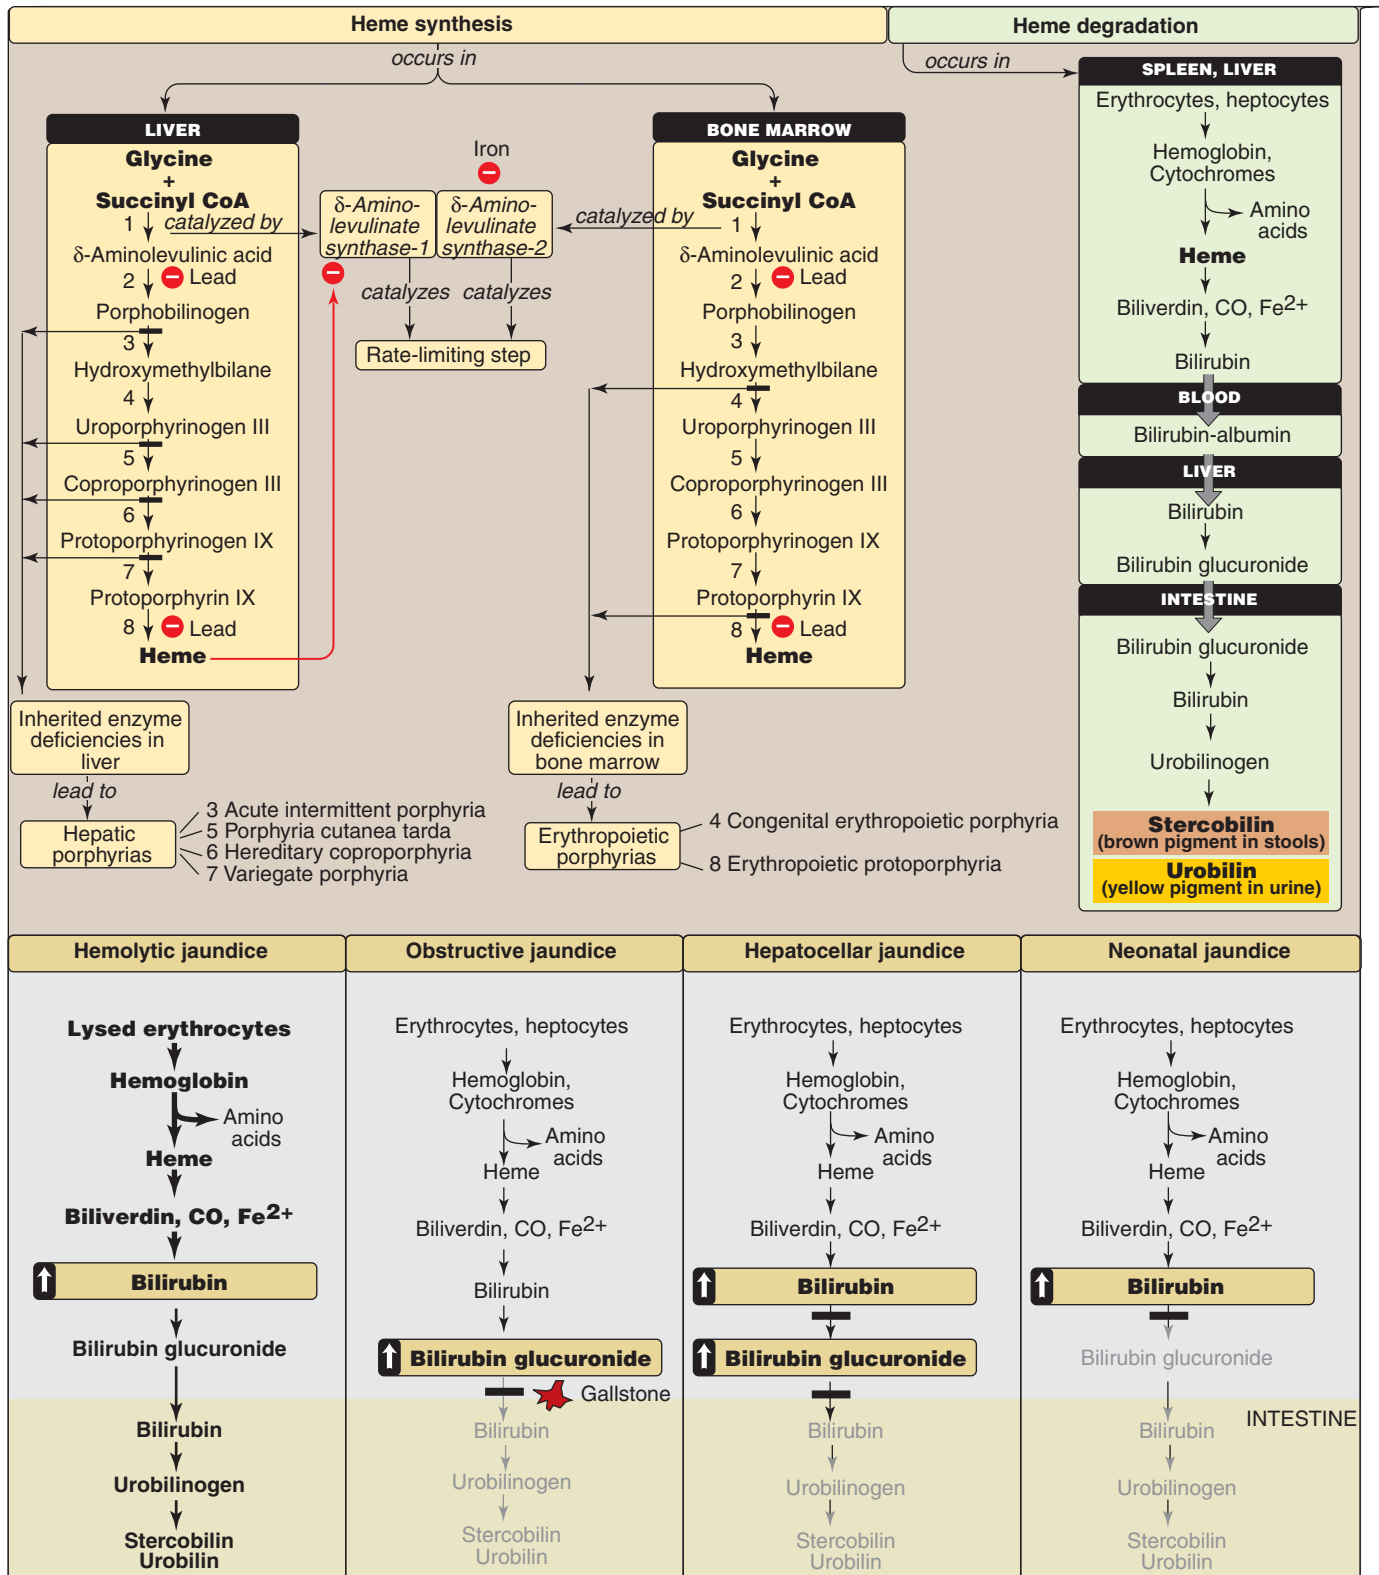 Heme synthesis
Heme degradation
occurs in
occurs in
LIVER
Glycine
+
Succinyl CoA
1
δ-Aminolevulinic acid
2
Lead
Porphobilinogen
3
Hydroxymethylbilane
4
Uroporphyrinogen III
5
Coproporphyrinogen III
6
Protoporphyrinogen IX
7
Protoporphyrin IX
8
Lead
Heme
catalyzed by
Iron
δ-Amino-
levulinate
synthase-1
δ-Amino-
levulinate
synthase-2
catalyzed by
catalyzes
catalyzes
Rate-limiting step
BONE MARROW
Glycine
+
Succinyl CoA
1
δ-Aminolevulinic acid
2
Lead
Porphobilinogen
3
Hydroxymethylbilane
4
Uroporphyrinogen III
5
Coproporphyrinogen III
6
Protoporphyrinogen IX
7
Protoporphyrin IX
8
Lead
Heme
Inherited enzyme
deficiencies in
liver
lead to
Hepatic
porphyrias
3 Acute intermittent porphyria
5 Porphyria cutanea tarda
6 Hereditary coproporphyria
7 Variegate porphyria
Inherited enzyme
deficiencies in
bone marrow
lead to
Erythropoietic
porphyrias
4 Congenital erythropoietic porphyria
8 Erythropoietic protoporphyria
SPLEEN, LIVER
Erythrocytes, heptocytes
Hemoglobin,
Cytochromes
Amino
acids
Heme
Biliverdin, CO, Fe2+
Bilirubin
BLOOD
Bilirubin-albumin
LIVER
Bilirubin
Bilirubin glucuronide
INTESTINE
Bilirubin glucuronide
Bilirubin
Urobilinogen
Stercobilin
(brown pigment in stools)
Urobilin
(yellow pigment in urine)
Hemolytic jaundice
Lysed erythrocytes
Hemoglobin
Amino
acids
Heme
Biliverdin, CO, Fe2+
Bilirubin
Bilirubin glucuronide
Bilirubin
Urobilinogen
Stercobilin
Urobilin
Obstructive jaundice
Erythrocytes, heptocytes
Hemoglobin,
Cytochromes
Amino
acids
Heme
Biliverdin, CO, Fe2+
Bilirubin
Bilirubin glucuronide
Gallstone
Bilirubin
Urobilinogen
Stercobilin
Urobilin
Hepatocellar jaundice
Erythrocytes, heptocytes
Hemoglobin,
Cytochromes
Amino
acids
Heme
Biliverdin, CO, Fe2+
Bilirubin
Bilirubin glucuronide
Bilirubin
Urobilinogen
Stercobilin
Urobilin
Neonatal jaundice
Erythrocytes, heptocytes
Hemoglobin,
Cytochromes
Amino
acids
Heme
Biliverdin, CO, Fe2+
Bilirubin
Bilirubin glucuronide
INTESTINE
Bilirubin
Urobilinogen
Stercobilin
Urobilin